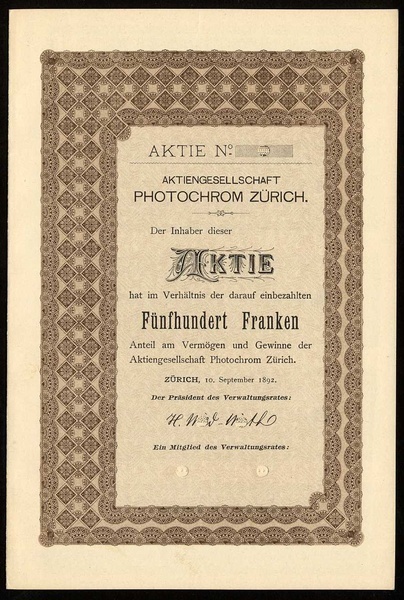 AKTIE No.
AKTIENGESELLSCHAFT
PHOTOCHROM ZÜRICH.
Der Inhaber dieser
AKTIE
hat im Verhältnis der darauf einbezahlten
Fünfhundert Franken
Anteil am Vermögen und Gewinne der
Aktiengesellschaft Photochrom Zürich.
ZÜRICH, 10. September 1892.
Der Präsident des Verwaltungsrates:
Ein Mitglied des Verwaltungsrates: